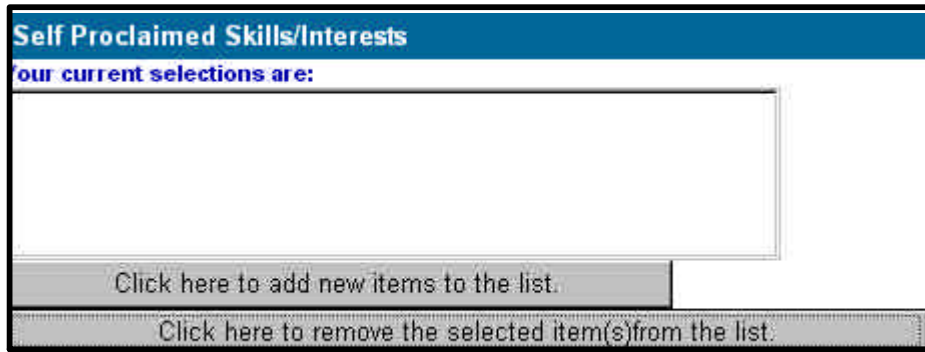 Self Proclaimed Skills/Interests
Your current selections are:
Click here to add new items to the list.
Click here to remove the selected item(s)from the list.